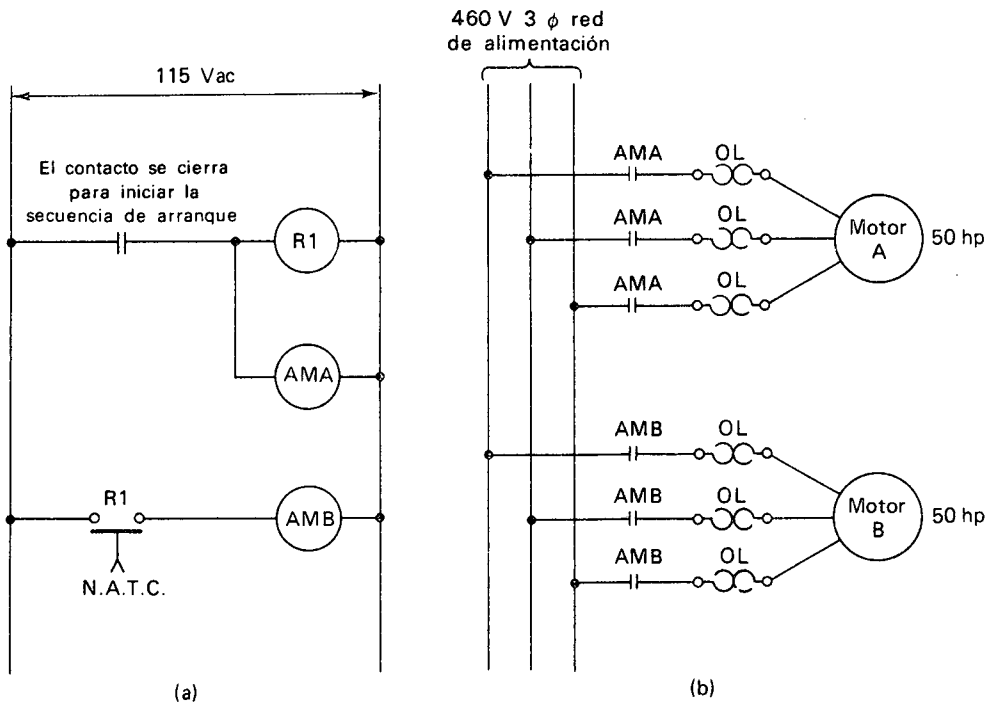 115 Vac
El contacto se cierra
para iniciar la
secuencia de arranque
R1
AMA
R1
AMB
N.A.T.C.
(a)
460 V 3 ϕ red
de alimentación
AMA OL
AMA OL
AMA OL
Motor
A
50 hp
AMB OL
AMB OL
AMB OL
Motor
B
50 hp
(b)